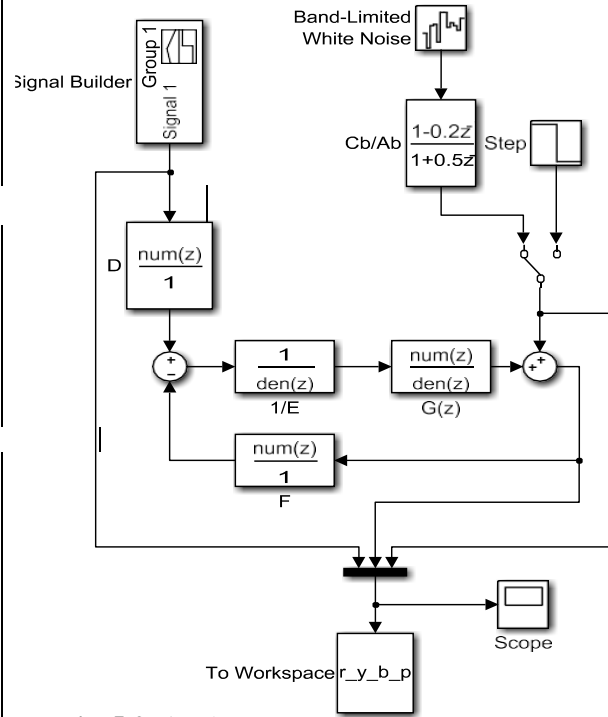 Band-Limited
White Noise
Group 1
Signal 1
Signal Builder
Cb/Ab
1-0.2z
1+0.5z
Step
D
num(z)
1
+
−
1
den(z)
1/E
num(z)
den(z)
G(z)
+
+
num(z)
1
F
Scope
To Workspace
r_y_b_p